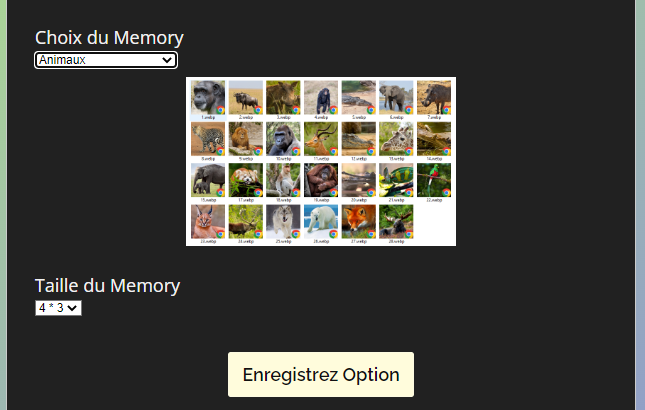 Choix du Memory
Animaux
1.webp 2.webp 3.webp 4.webp 5.webp 6.webp 7.webp
8.webp 9.webp 10.webp 11.webp 12.webp 13.webp 14.webp
15.webp 17.webp 18.webp 19.webp 20.webp 21.webp 22.webp
23.webp 24.webp 25.webp 26.webp 27.webp 28.webp
Taille du Memory
4 * 3
Enregistrez Option